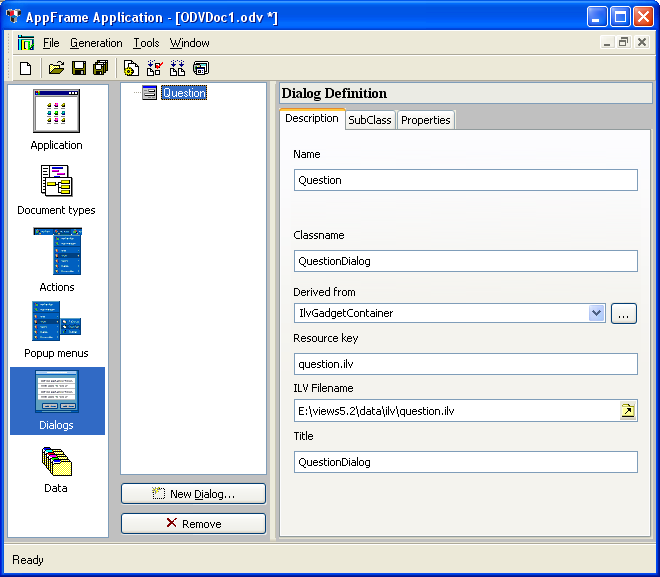 AppFrame Application - [ODVDoc1.odv *]
File Generation Tools Window
Application
Document types
Actions
Popup menus
Dialogs
Data
Question
New Dialog...
Remove
Dialog Definition
Description SubClass Properties
Name
Question
Classname
QuestionDialog
Derived from
IlvGadgetContainer ...
Resource key
question.ilv
ILV Filename
E:\views5.2\data\ilv\question.ilv
Title
QuestionDialog
Ready